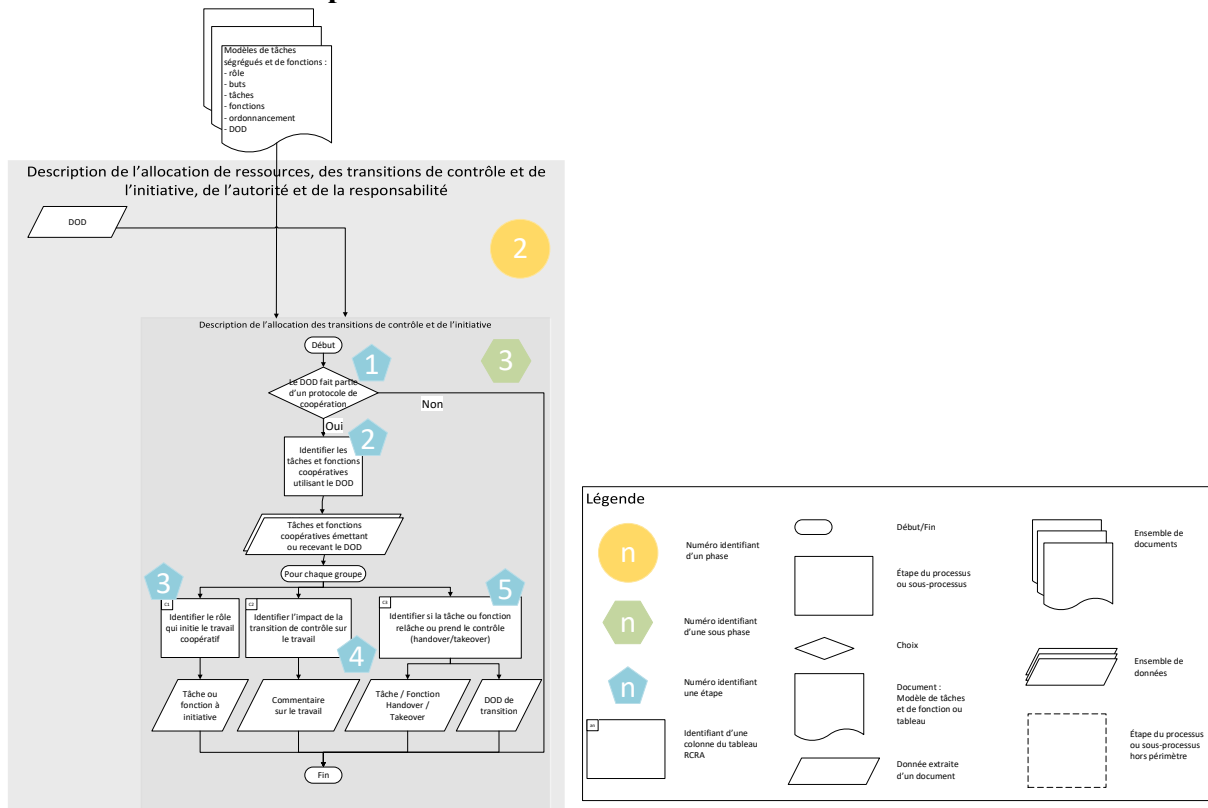 Modèles de tâches
ségrégués et de fonctions :
- rôle
- buts
- tâches
- fonctions
- ordonnancement
- DOD
Description de l’allocation de ressources, des transitions de contrôle et de
l’initiative, de l’autorité et de la responsabilité
DOD
2
Description de l’allocation des transitions de contrôle et de l’initiative
Début
1
3
Le DOD fait partie
d’un protocole de
coopération
Non
Oui
2
Identifier les
tâches et fonctions
coopératives
utilisant le DOD
Tâches et fonctions
coopératives émettant
ou recevant le DOD
Pour chaque groupe
3
5
C1
Identifier le rôle
qui initie le travail
coopératif
C2
Identifier l’impact de la
transition de contrôle sur
le travail
C3
Identifier si la tâche ou fonction
relâche ou prend le contrôle
(handover/takeover)
4
Tâche ou
fonction à
initiative
Commentaire
sur le travail
Tâche / Fonction
Handover /
Takeover
DOD de
transition
Fin
Légende
n
Numéro identifiant
d’un phase
n
Numéro identifiant
d’une sous phase
n
Numéro identifiant
une étape
Identifiant d’une
colonne du tableau
RCRA
Début/Fin
Étape du processus
ou sous-processus
Choix
Document :
Modèle de tâches
et de fonction ou
tableau
Donnée extraite
d’un document
Ensemble de
documents
Ensemble de
données
Étape du processus
ou sous-processus
hors périmètre